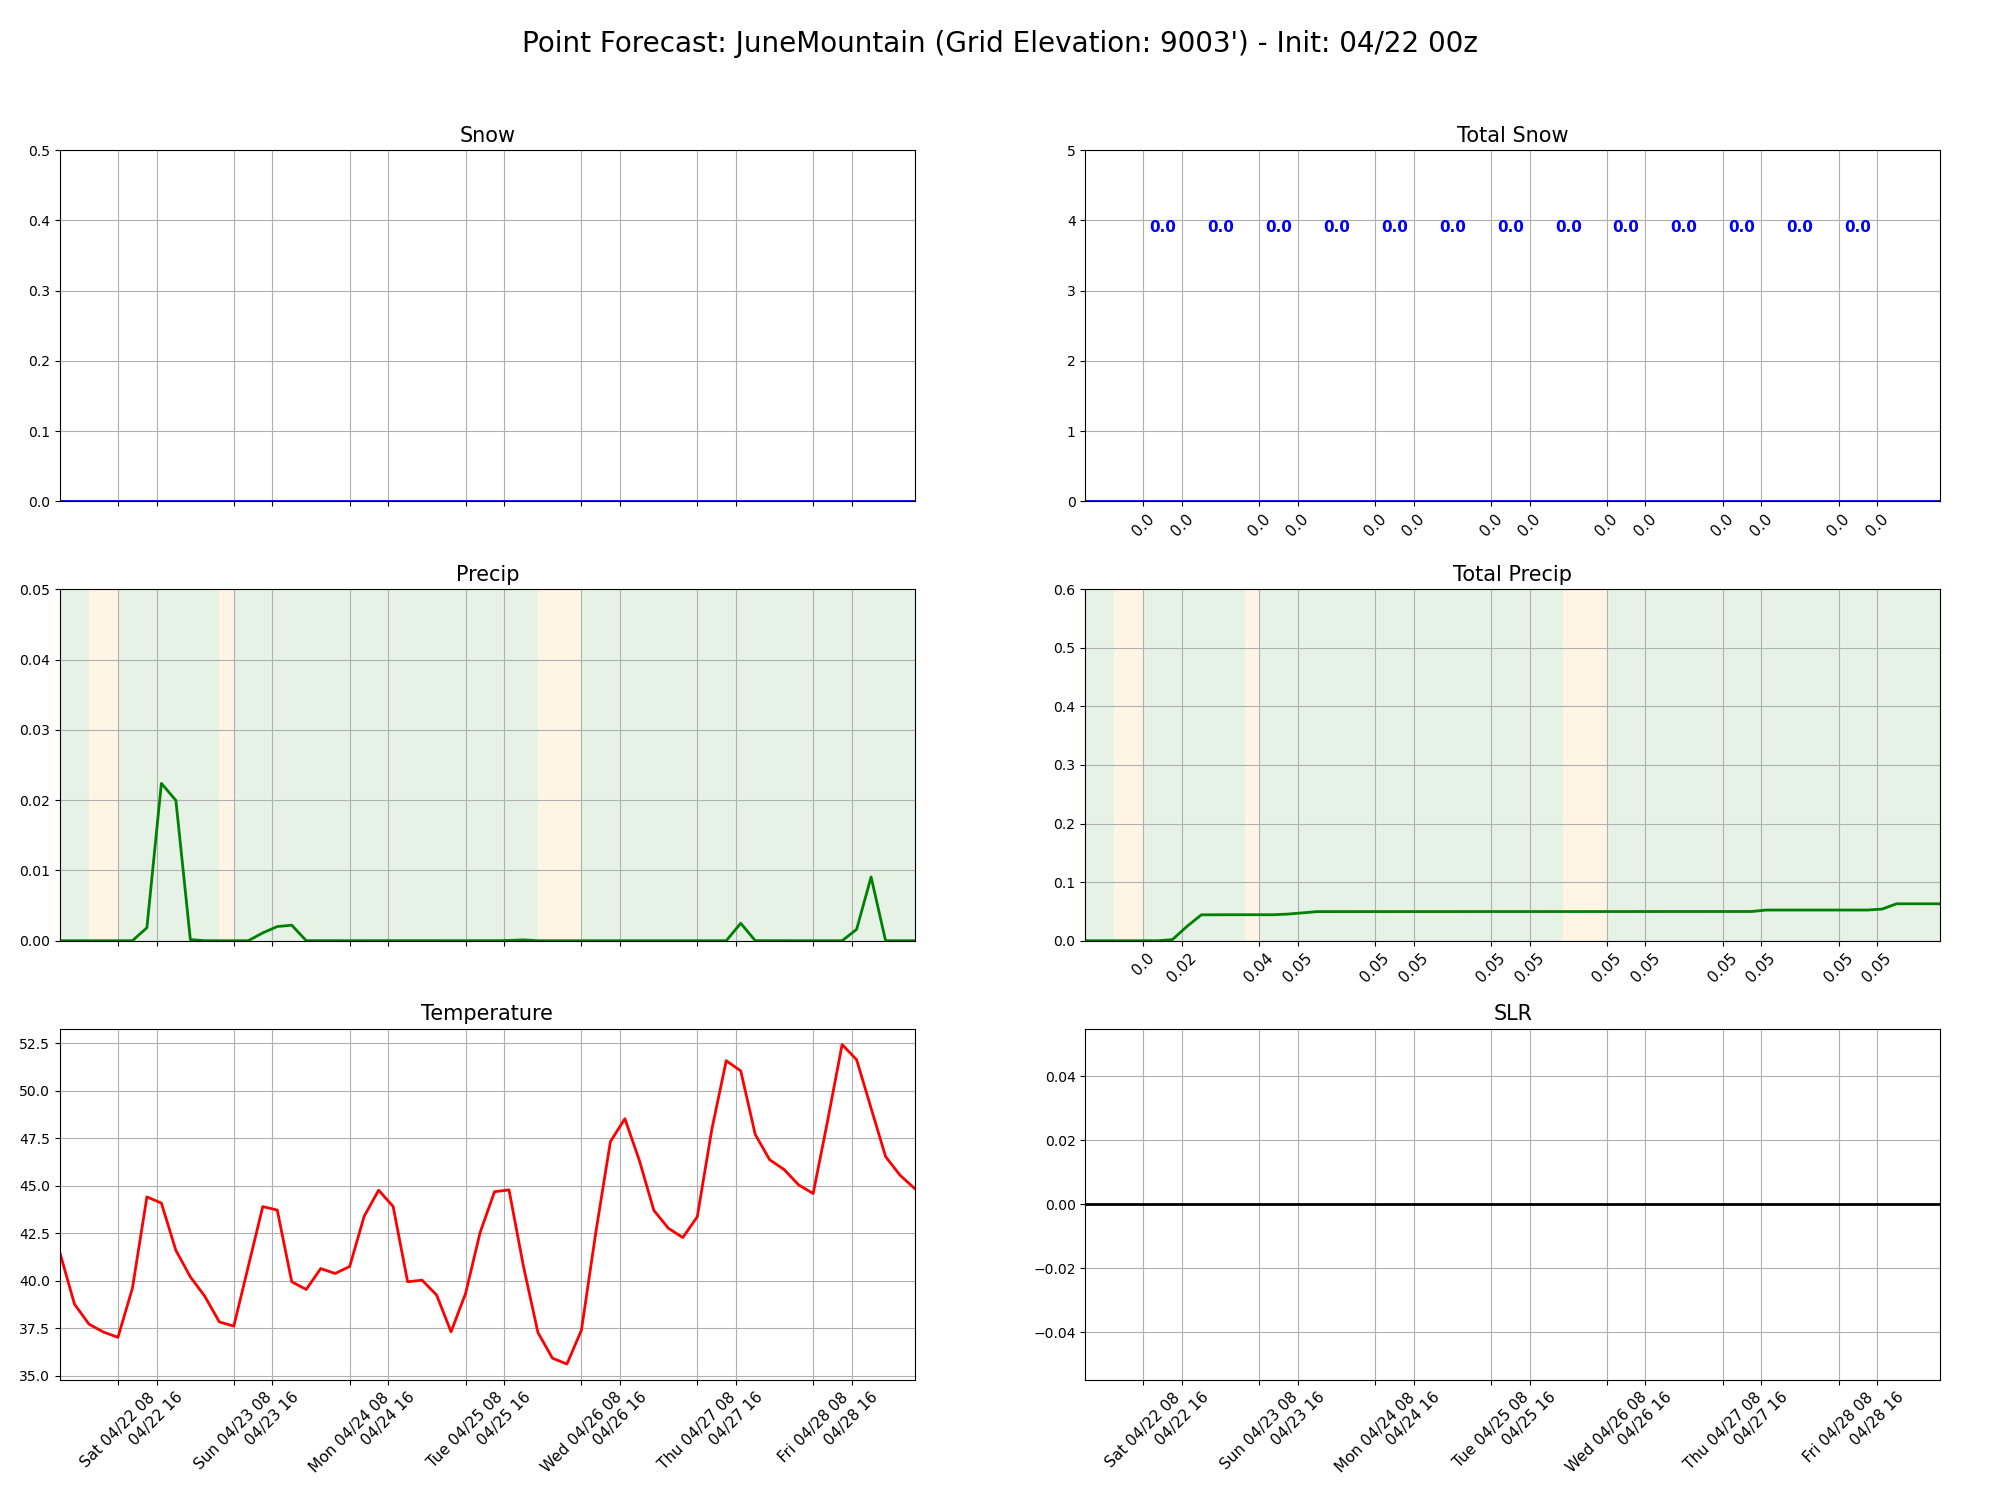 Point Forecast: JuneMountain (Grid Elevation: 9003') - Init: 04/22 00z
Snow
0.5
0.4
0.3
0.2
0.1
0.0
Total Snow
5
4
3
2
1
0
0.0 0.0 0.0 0.0 0.0 0.0 0.0 0.0 0.0 0.0 0.0 0.0 0.0
0.0 0.0 0.0 0.0 0.0 0.0 0.0 0.0 0.0 0.0 0.0 0.0 0.0 0.0
Precip
0.05
0.04
0.03
0.02
0.01
0.00
Total Precip
0.6
0.5
0.4
0.3
0.2
0.1
0.0
0.0 0.02 0.04 0.05 0.05 0.05 0.05 0.05 0.05 0.05 0.05 0.05 0.05 0.05
Temperature
52.5
50.0
47.5
45.0
42.5
40.0
37.5
35.0
Sat 04/22 08
04/22 16
Sun 04/23 08
04/23 16
Mon 04/24 08
04/24 16
Tue 04/25 08
04/25 16
Wed 04/26 08
04/26 16
Thu 04/27 08
04/27 16
Fri 04/28 08
04/28 16
SLR
0.04
0.02
0.00
−0.02
−0.04
Sat 04/22 08
04/22 16
Sun 04/23 08
04/23 16
Mon 04/24 08
04/24 16
Tue 04/25 08
04/25 16
Wed 04/26 08
04/26 16
Thu 04/27 08
04/27 16
Fri 04/28 08
04/28 16